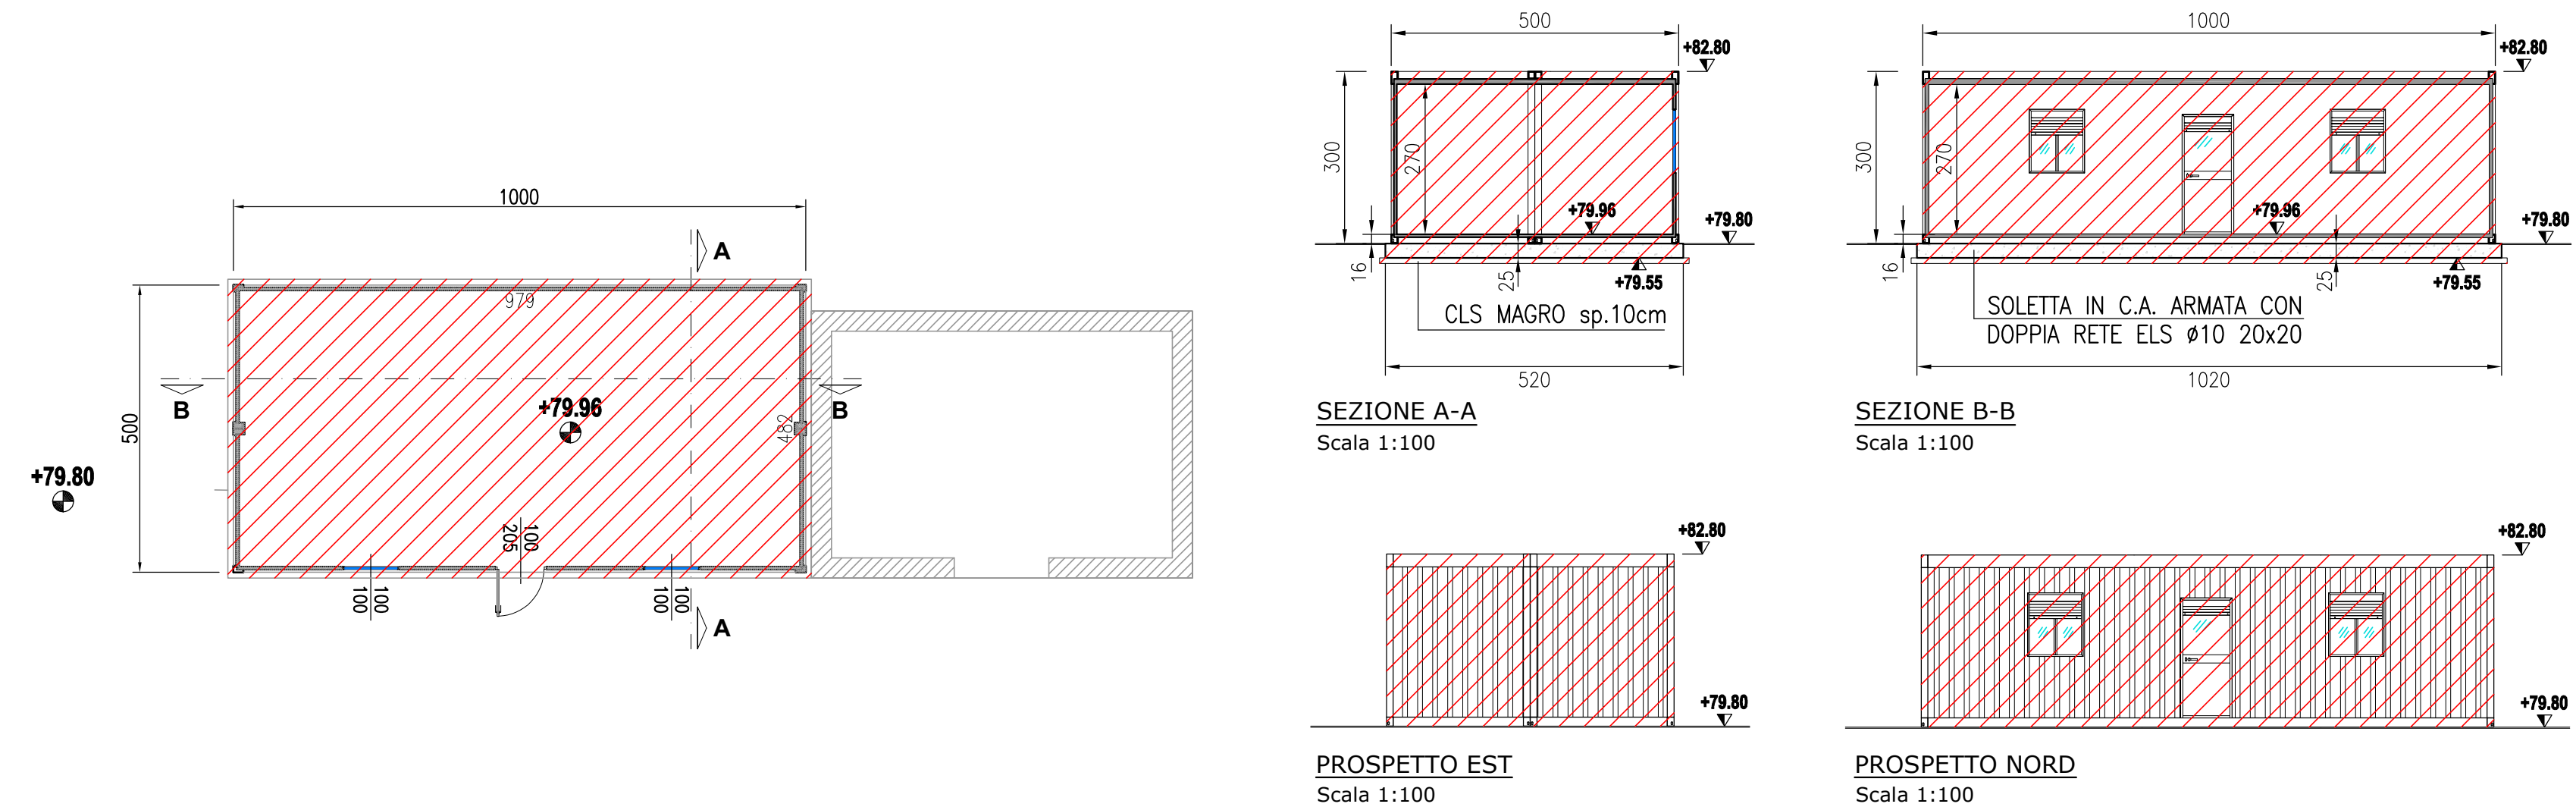 1000
A
979
500
B
B
+79.96
482
+79.80
100
205
100
100
100
100
A
500
+82.80
300
270
+79.96
+79.80
16
25
+79.55
CLS MAGRO sp.10cm
520
SEZIONE A-A
Scala 1:100
1000
+82.80
300
270
+79.96
+79.80
16
25
+79.55
SOLETTA IN C.A. ARMATA CON
DOPPIA RETE ELS ø10 20x20
1020
SEZIONE B-B
Scala 1:100
+82.80
+79.80
PROSPETTO EST
Scala 1:100
+82.80
+79.80
PROSPETTO NORD
Scala 1:100